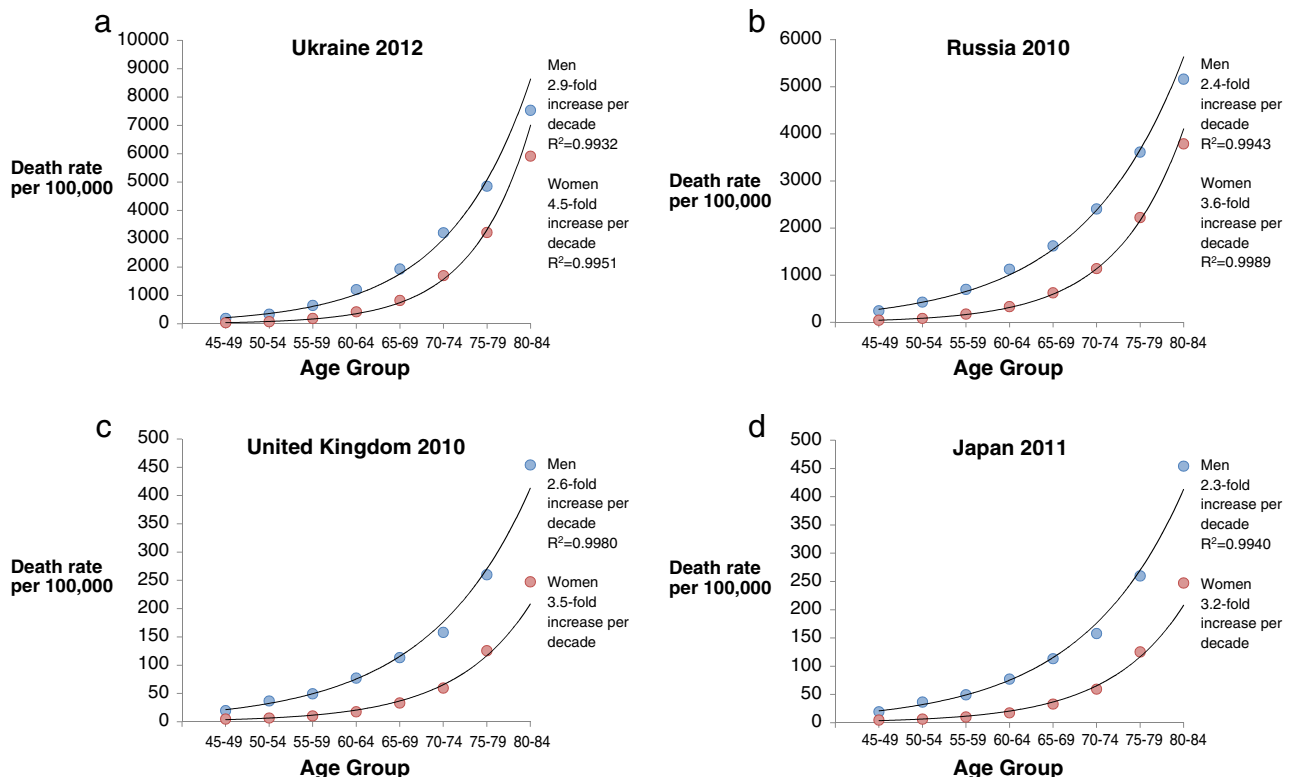 a
Ukraine 2012
10000
9000
8000
7000
6000
5000
4000
3000
2000
1000
0
Death rate
per 100,000
45-49 50-54 55-59 60-64 65-69 70-74 75-79 80-84
Age Group
Men
2.9-fold
increase per
decade
R²=0.9932
Women
4.5-fold
increase per
decade
R²=0.9951
b
Russia 2010
6000
5000
4000
3000
2000
1000
0
Death rate
per 100,000
45-49 50-54 55-59 60-64 65-69 70-74 75-79 80-84
Age Group
Men
2.4-fold
increase per
decade
R²=0.9943
Women
3.6-fold
increase per
decade
R²=0.9989
c
United Kingdom 2010
500
450
400
350
300
250
200
150
100
50
0
Death rate
per 100,000
45-49 50-54 55-59 60-64 65-69 70-74 75-79 80-84
Age Group
Men
2.6-fold
increase per
decade
R²=0.9980
Women
3.5-fold
increase per
decade
d
Japan 2011
500
450
400
350
300
250
200
150
100
50
0
Death rate
per 100,000
45-49 50-54 55-59 60-64 65-69 70-74 75-79 80-84
Age Group
Men
2.3-fold
increase per
decade
R²=0.9940
Women
3.2-fold
increase per
decade